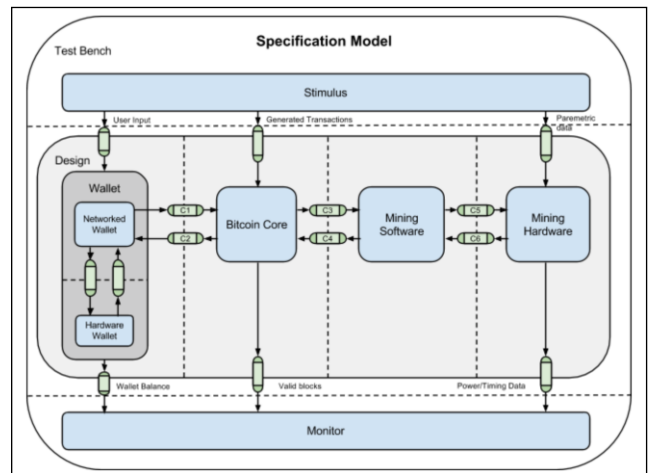 Specification Model
Test Bench
Stimulus
User Input
Generated Transactions
Paremetric
data
Design
Wallet
Networked
Wallet
C1
C2
Bitcoin Core
C3
C4
Mining
Software
C5
C6
Mining
Hardware
Hardware
Wallet
Wallet Balance
Valid blocks
Power/Timing Data
Monitor